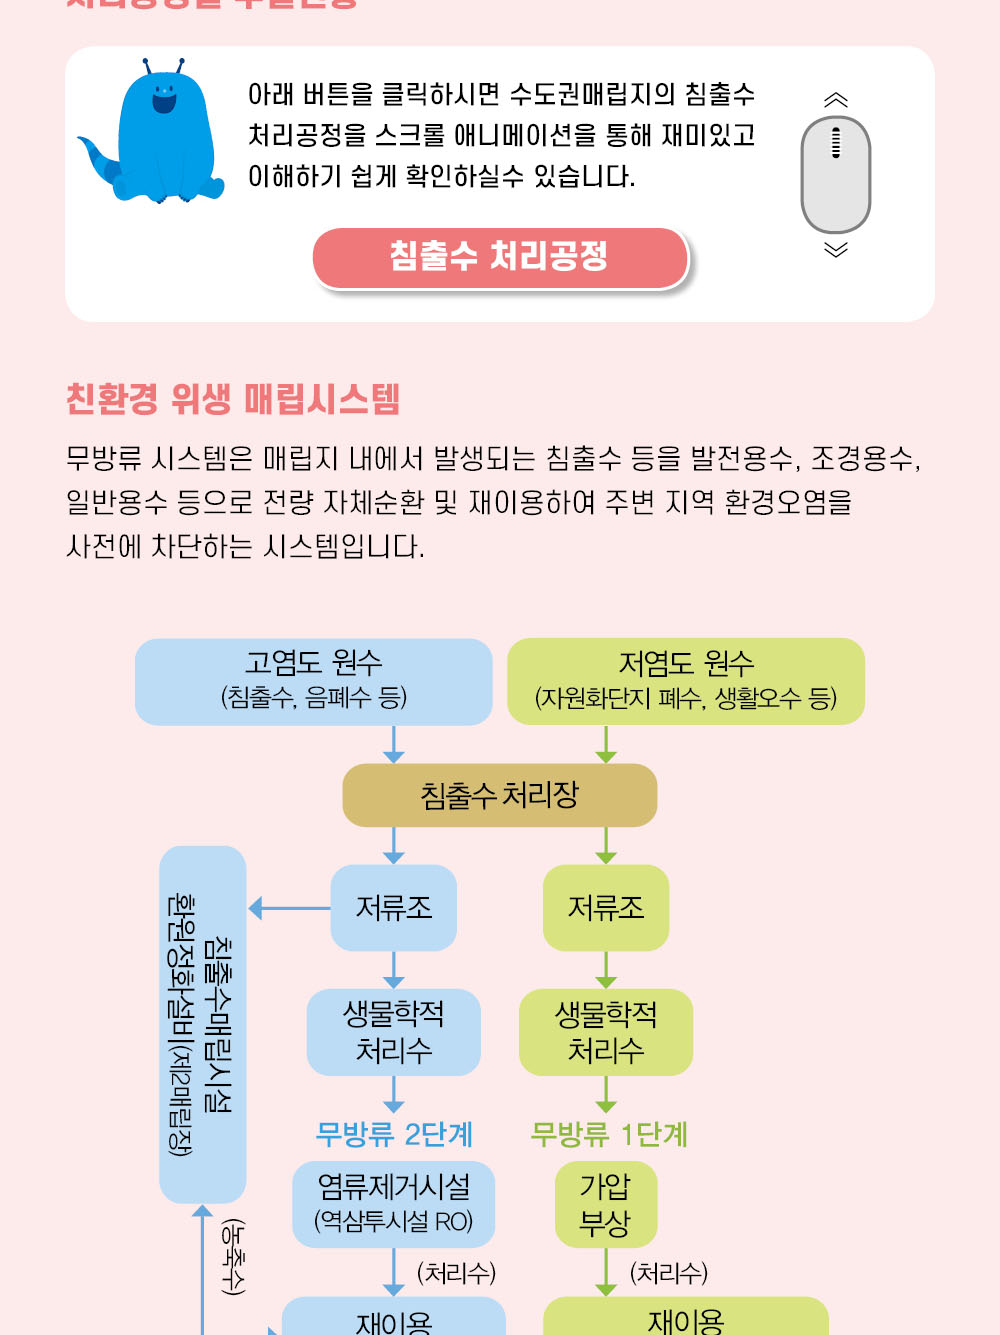 아래 버튼을 클릭하시면 수도권매립지의 침출수
처리공정을 스크롤 애니메이션을 통해 재미있고
이해하기 쉽게 확인하실수 있습니다.
침출수 처리공정
친환경 위생 매립시스템
무방류 시스템은 매립지 내에서 발생되는 침출수 등을 발전용수, 조경용수,
일반용수 등으로 전량 자체순환 및 재이용하여 주변 지역 환경오염을
사전에 차단하는 시스템입니다.
고염도 원수
(침출수, 음폐수 등)
저염도 원수
(자원화단지 폐수, 생활오수 등)
침출수 처리장
저류조
저류조
침출수매립시설
환원정화설비(제2매립장)
생물학적
처리수
생물학적
처리수
무방류 2단계
무방류 1단계
염류제거시설
(역삼투시설 RO)
가압
부상
(농축수)
(처리수)
(처리수)
재이용
재이용